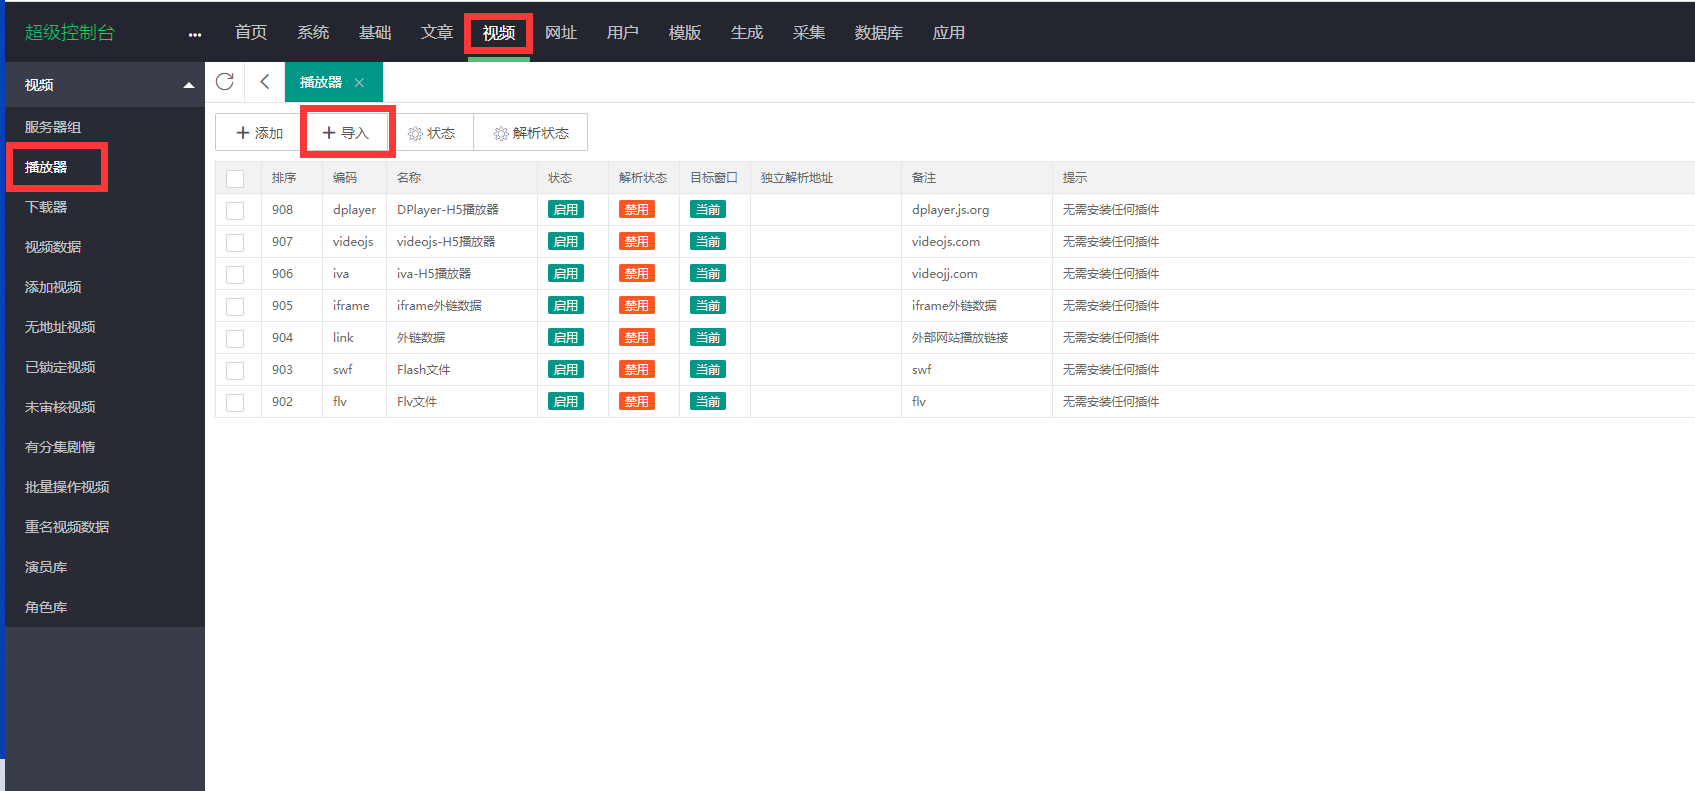 超级控制台 ... 首页 系统 基础 文章 视频 网址 用户 模版 生成 采集 数据库 应用
视频
播放器
服务器组
播放器
下载器
视频数据
添加视频
无地址视频
已锁定视频
未审核视频
有分集剧情
批量操作视频
重名视频数据
演员库
角色库
添加 导入 状态 解析状态
排序 编码 名称 状态 解析状态 目标窗口 独立解析地址 备注 提示
908 dplayer DPlayer-H5播放器 启用 禁用 当前 dplayer.js.org 无需安装任何插件
907 videojs videojs-H5播放器 启用 禁用 当前 videojs.com 无需安装任何插件
906 iva iva-H5播放器 启用 禁用 当前 videojj.com 无需安装任何插件
905 iframe iframe外链数据 启用 禁用 当前 iframe外链数据 无需安装任何插件
904 link 外链数据 启用 禁用 当前 外部网站播放链接 无需安装任何插件
903 swf Flash文件 启用 禁用 当前 swf 无需安装任何插件
902 flv Flv文件 启用 禁用 当前 flv 无需安装任何插件